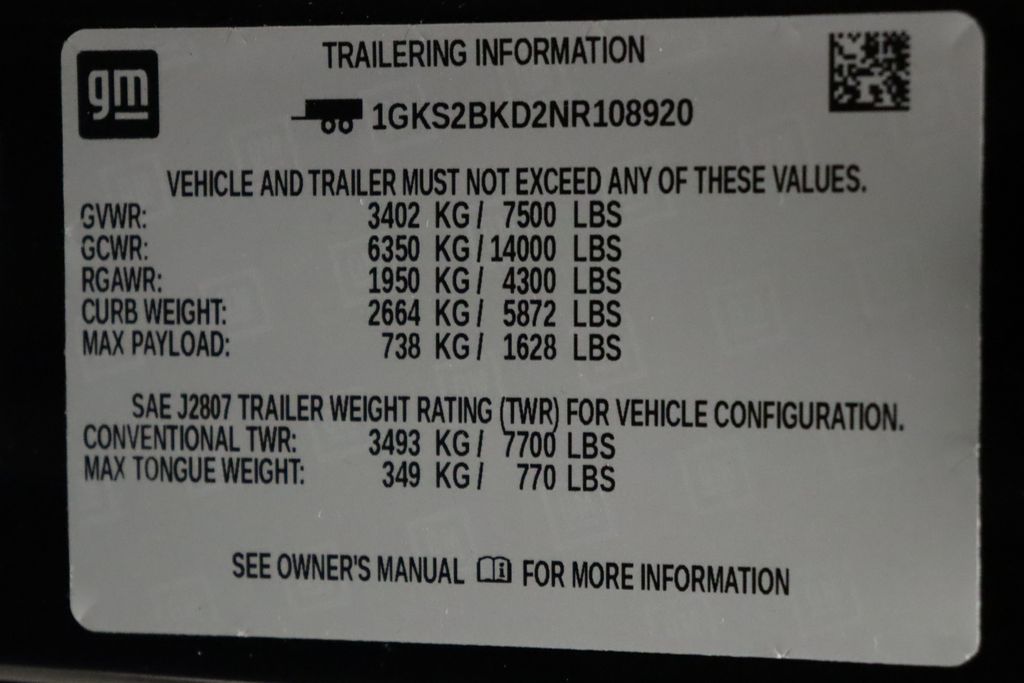 gm
TRAILERING INFORMATION
1GKS2BKD2NR108920
VEHICLE AND TRAILER MUST NOT EXCEED ANY OF THESE VALUES.
GVWR: 3402 KG / 7500 LBS
GCWR: 6350 KG / 14000 LBS
RGAWR: 1950 KG / 4300 LBS
CURB WEIGHT: 2664 KG / 5872 LBS
MAX PAYLOAD: 738 KG / 1628 LBS
SAE J2807 TRAILER WEIGHT RATING (TWR) FOR VEHICLE CONFIGURATION.
CONVENTIONAL TWR: 3493 KG / 7700 LBS
MAX TONGUE WEIGHT: 349 KG / 770 LBS
SEE OWNER'S MANUAL FOR MORE INFORMATION